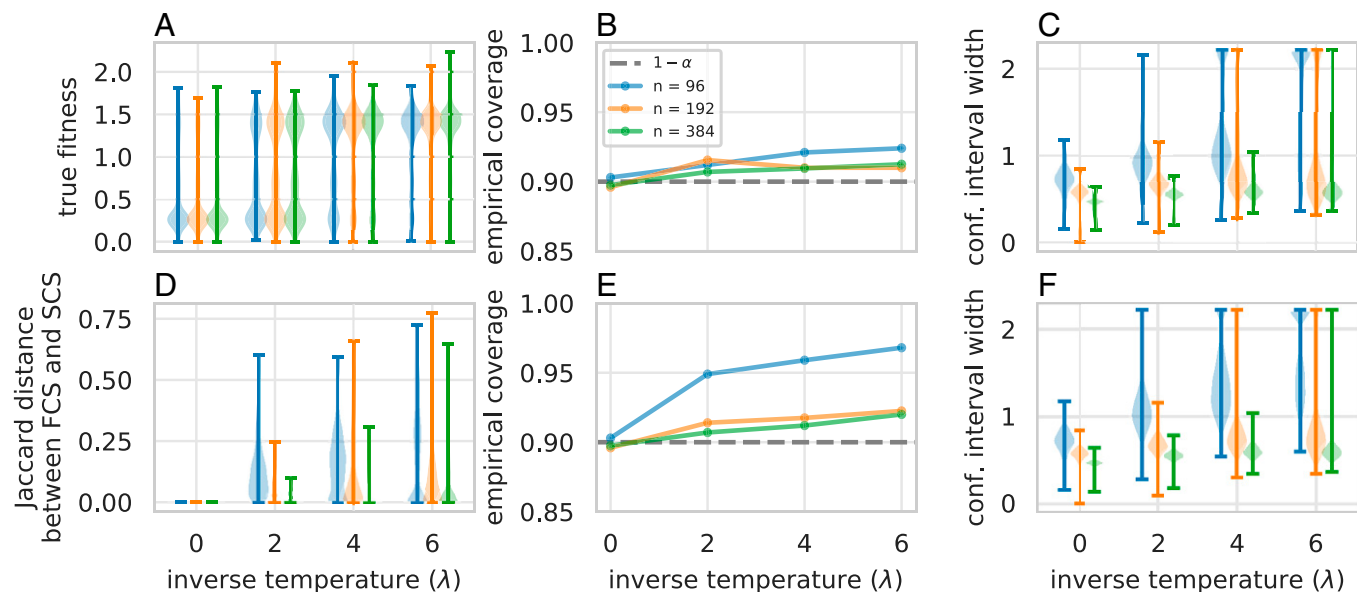 A
true fitness
2.0
1.5
1.0
0.5
0.0
B
empirical coverage
1.00
0.95
0.90
0.85
1 − α
n = 96
n = 192
n = 384
C
conf. interval width
2
1
0
D
Jaccard distance
between FCS and SCS
0.75
0.50
0.25
0.00
0 2 4 6
inverse temperature (λ)
E
empirical coverage
1.00
0.95
0.90
0.85
0 2 4 6
inverse temperature (λ)
F
conf. interval width
2
1
0
0 2 4 6
inverse temperature (λ)